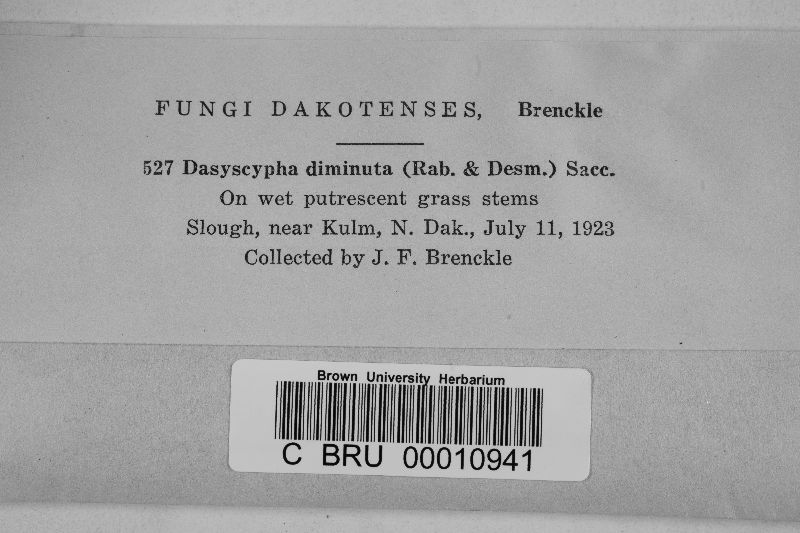 FUNGI DAKOTENSES, Brenckle
527 Dasyscypha diminuta (Rab. & Desm.) Sacc.
On wet putrescent grass stems
Slough, near Kulm, N. Dak., July 11, 1923
Collected by J. F. Brenckle
Brown University Herbarium
C BRU 00010941